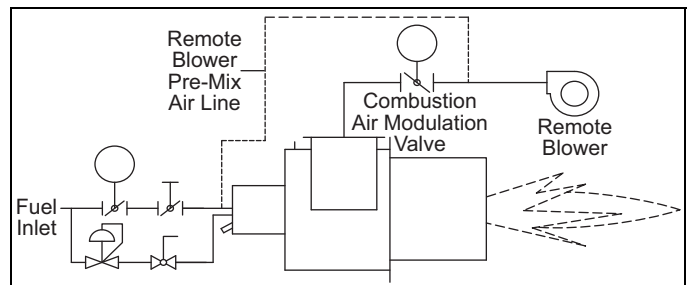 Remote
Blower
Pre-Mix
Air Line
Combustion
Air Modulation
Valve
Remote
Blower
Fuel
Inlet